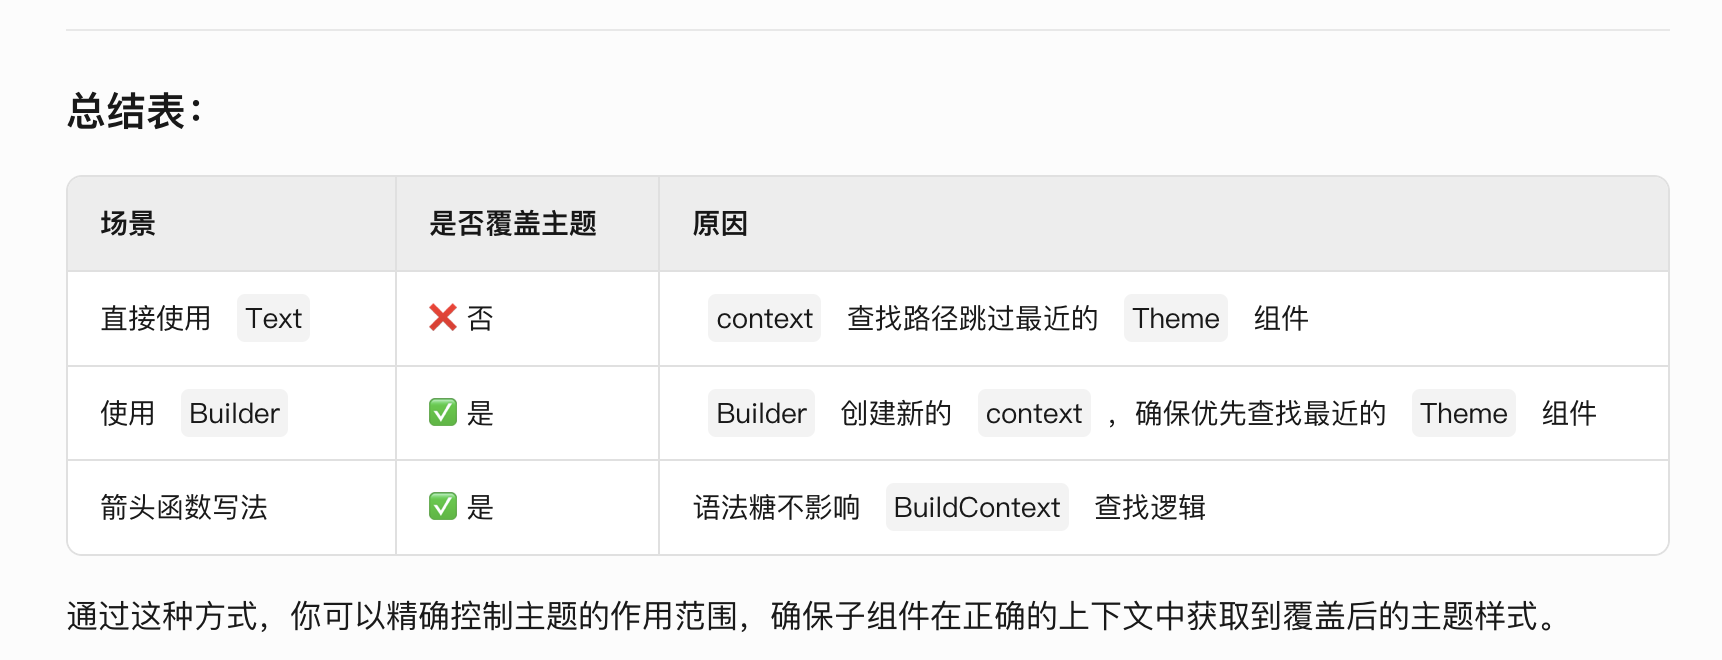 总结表：
场景 是否覆盖主题 原因
直接使用 Text ❌ 否 context 查找路径跳过最近的 Theme 组件
使用 Builder ✅ 是 Builder 创建新的 context ，确保优先查找最近的 Theme 组件
箭头函数写法 ✅ 是 语法糖不影响 BuildContext 查找逻辑
通过这种方式，你可以精确控制主题的作用范围，确保子组件在正确的上下文中获取到覆盖后的主题样式。